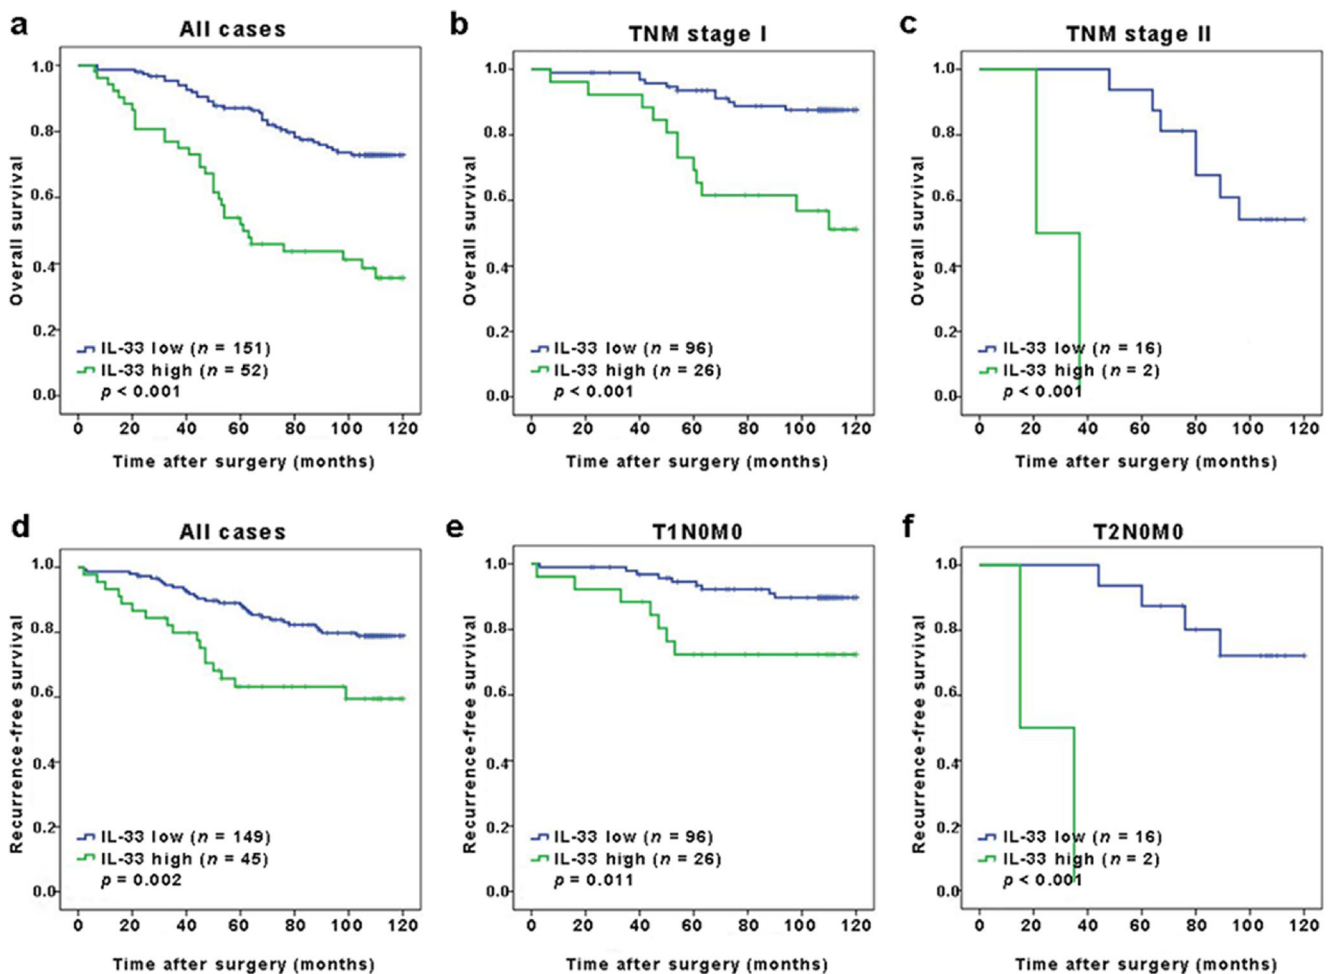 a
All cases
1.0
0.8
0.6
0.4
0.2
0.0
Overall survival
IL-33 low (n = 151)
IL-33 high (n = 52)
p < 0.001
0 20 40 60 80 100 120
Time after surgery (months)
b
TNM stage I
1.0
0.8
0.6
0.4
0.2
0.0
Overall survival
IL-33 low (n = 96)
IL-33 high (n = 26)
p < 0.001
0 20 40 60 80 100 120
Time after surgery (months)
c
TNM stage II
1.0
0.8
0.6
0.4
0.2
0.0
Overall survival
IL-33 low (n = 16)
IL-33 high (n = 2)
p < 0.001
0 20 40 60 80 100 120
Time after surgery (months)
d
All cases
1.0
0.8
0.6
0.4
0.2
0.0
Recurrence-free survival
IL-33 low (n = 149)
IL-33 high (n = 45)
p = 0.002
0 20 40 60 80 100 120
Time after surgery (months)
e
T1N0M0
1.0
0.8
0.6
0.4
0.2
0.0
Recurrence-free survival
IL-33 low (n = 96)
IL-33 high (n = 26)
p = 0.011
0 20 40 60 80 100 120
Time after surgery (months)
f
T2N0M0
1.0
0.8
0.6
0.4
0.2
0.0
Recurrence-free survival
IL-33 low (n = 16)
IL-33 high (n = 2)
p < 0.001
0 20 40 60 80 100 120
Time after surgery (months)